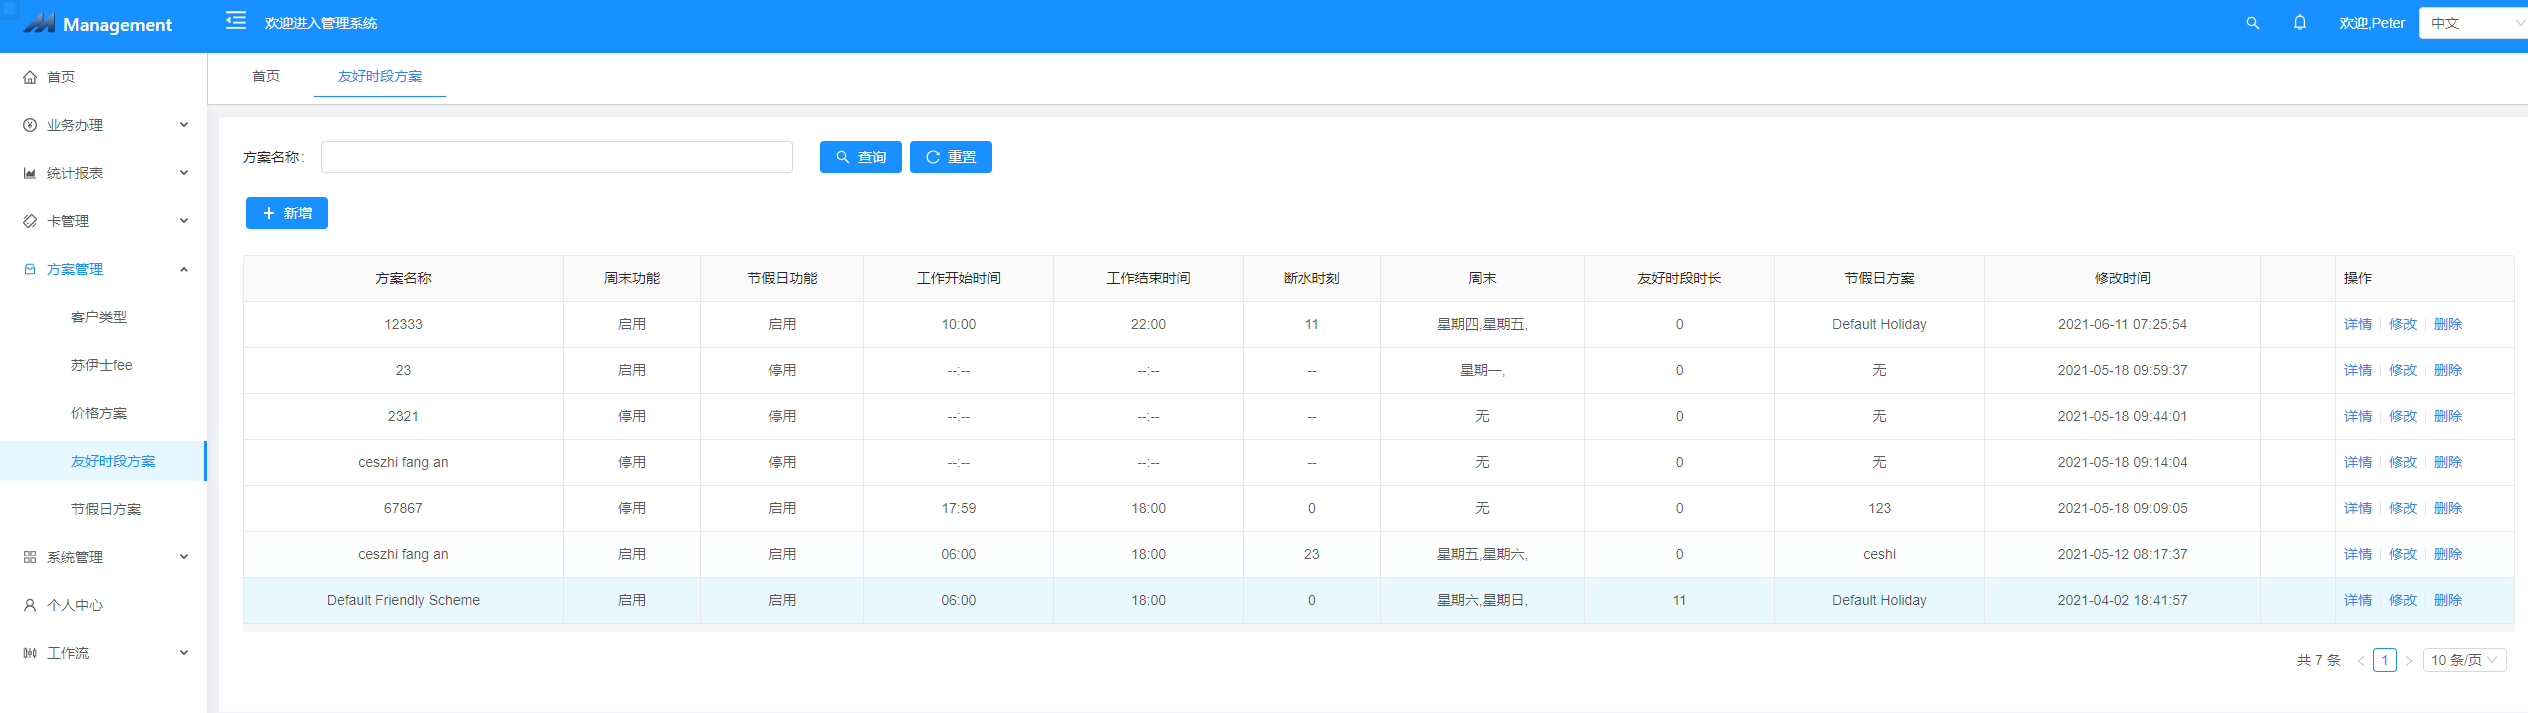 Management
欢迎进入管理系统
欢迎,Peter
中文
首页
业务办理
统计报表
卡管理
方案管理
客户类型
苏伊士fee
价格方案
友好时段方案
节假日方案
系统管理
个人中心
工作流
首页 友好时段方案
方案名称:
查询 重置
新增
方案名称 周末功能 节假日功能 工作开始时间 工作结束时间 断水时刻 周末 友好时段时长 节假日方案 修改时间 操作
12333 启用 启用 10:00 22:00 11 星期四,星期五, 0 Default Holiday 2021-06-11 07:25:54 详情 修改 删除
23 启用 停用 --:-- --:-- -- 星期一, 0 无 2021-05-18 09:59:37 详情 修改 删除
2321 停用 停用 --:-- --:-- -- 无 0 无 2021-05-18 09:44:01 详情 修改 删除
ceszhi fang an 停用 停用 --:-- --:-- -- 无 0 无 2021-05-18 09:14:04 详情 修改 删除
67867 停用 启用 17:59 18:00 0 无 0 123 2021-05-18 09:09:05 详情 修改 删除
ceszhi fang an 启用 启用 06:00 18:00 23 星期五,星期六, 0 ceshi 2021-05-12 08:17:37 详情 修改 删除
Default Friendly Scheme 启用 启用 06:00 18:00 0 星期六,星期日, 11 Default Holiday 2021-04-02 18:41:57 详情 修改 删除
共 7 条 < 1 > 10 条/页